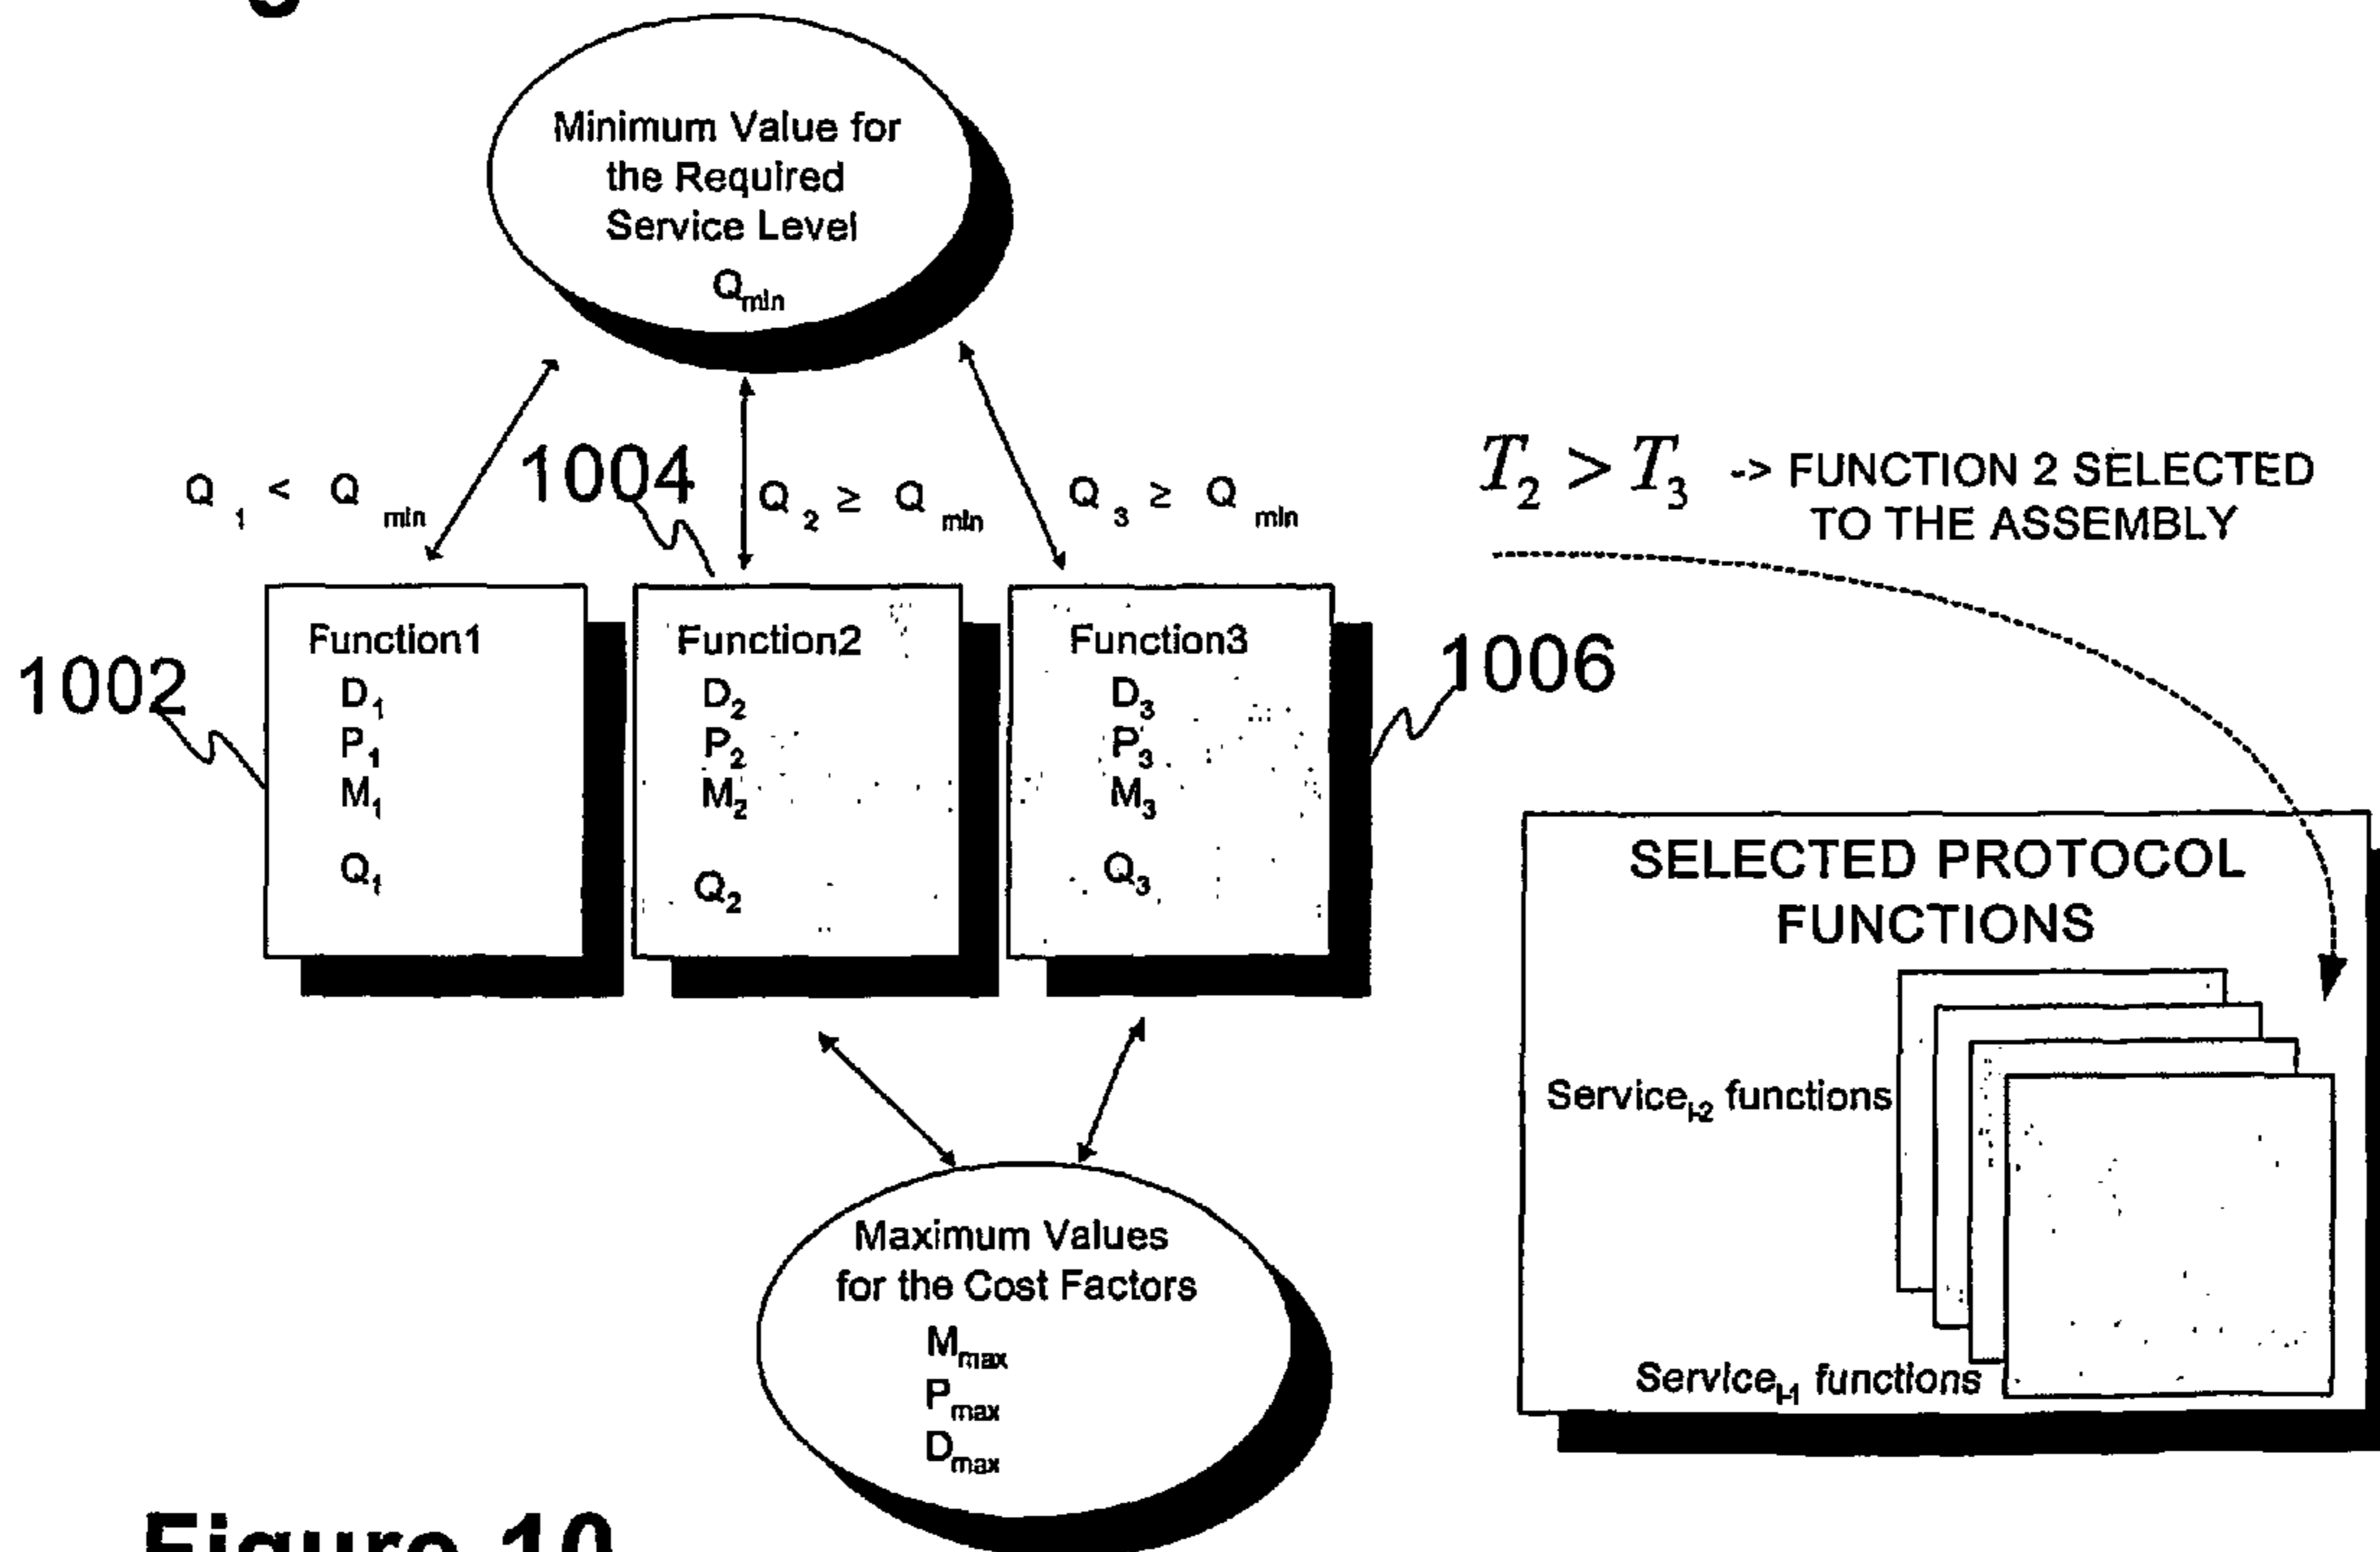 Minimum Value for
the Required
Service Level
Qmin
Q1 < Qmin
1004
Q2 ≥ Qmin
Q3 ≥ Qmin
T2 > T3 -> FUNCTION 2 SELECTED
TO THE ASSEMBLY
1002
Function1
D1
P1
M1
Q1
Function2
D2
P2
M2
Q2
Function3
D3
P3
M3
Q3
1006
SELECTED PROTOCOL
FUNCTIONS
Servicei-2 functions
Servicei-1 functions
Maximum Values
for the Cost Factors
Mmax
Pmax
Dmax
Figure 10